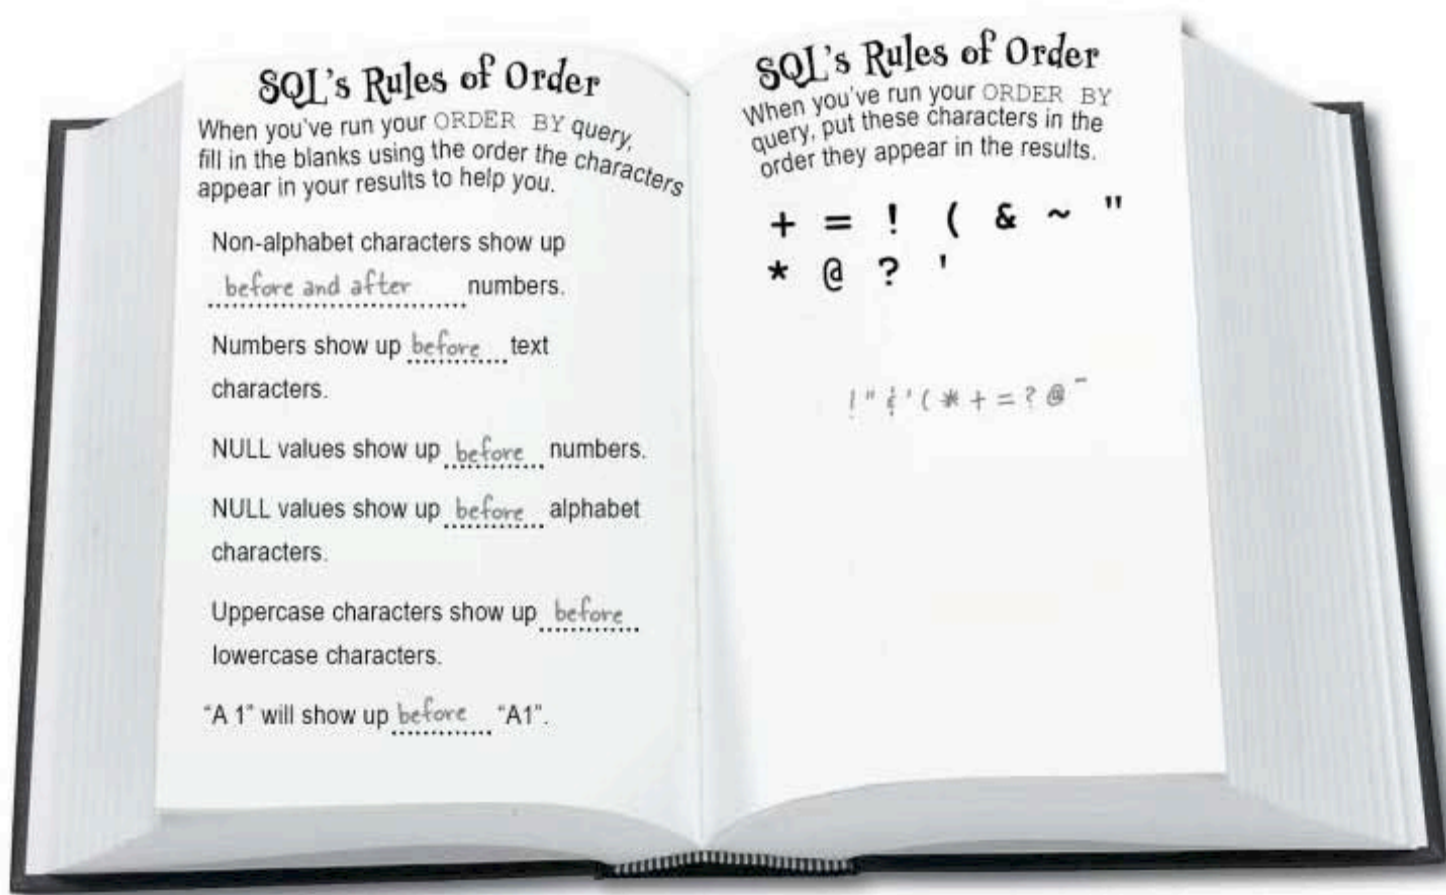 SQL's Rules of Order
When you've run your ORDER BY query,
fill in the blanks using the order the characters
appear in your results to help you.
Non-alphabet characters show up
before and after numbers.
Numbers show up before text
characters.
NULL values show up before numbers.
NULL values show up before alphabet
characters.
Uppercase characters show up before
lowercase characters.
“A 1” will show up before “A1”.
SQL's Rules of Order
When you've run your ORDER BY
query, put these characters in the
order they appear in the results.
+ = ! ( & ~ "
* @ ? '
! " & ' ( * + = ? @ ~